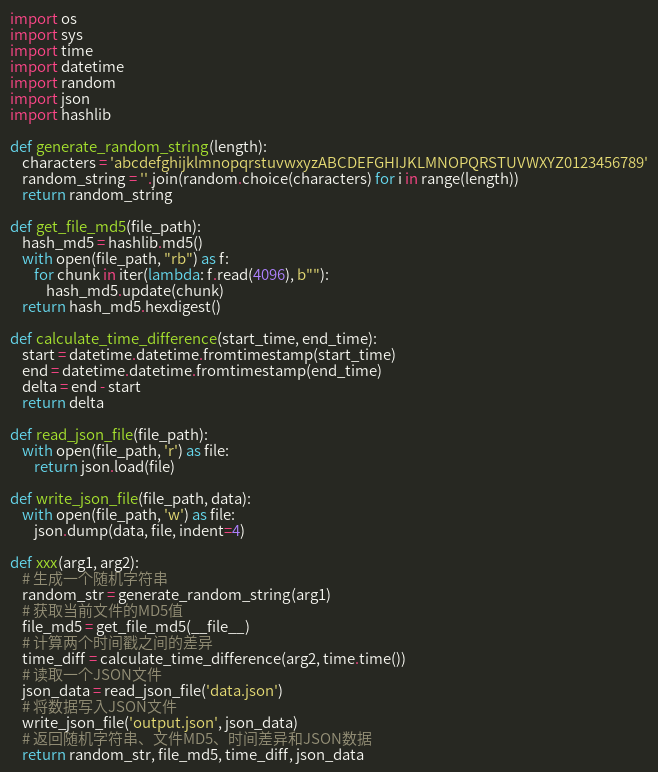 import os
import sys
import time
import datetime
import random
import json
import hashlib

def generate_random_string(length):
    characters = 'abcdefghijklmnopqrstuvwxyzABCDEFGHIJKLMNOPQRSTUVWXYZ0123456789'
    random_string = ''.join(random.choice(characters) for i in range(length))
    return random_string

def get_file_md5(file_path):
    hash_md5 = hashlib.md5()
    with open(file_path, "rb") as f:
        for chunk in iter(lambda: f.read(4096), b""):
            hash_md5.update(chunk)
    return hash_md5.hexdigest()

def calculate_time_difference(start_time, end_time):
    start = datetime.datetime.fromtimestamp(start_time)
    end = datetime.datetime.fromtimestamp(end_time)
    delta = end - start
    return delta

def read_json_file(file_path):
    with open(file_path, 'r') as file:
        return json.load(file)

def write_json_file(file_path, data):
    with open(file_path, 'w') as file:
        json.dump(data, file, indent=4)

def xxx(arg1, arg2):
    # 生成一个随机字符串
    random_str = generate_random_string(arg1)
    # 获取当前文件的MD5值
    file_md5 = get_file_md5(__file__)
    # 计算两个时间戳之间的差异
    time_diff = calculate_time_difference(arg2, time.time())
    # 读取一个JSON文件
    json_data = read_json_file('data.json')
    # 将数据写入JSON文件
    write_json_file('output.json', json_data)
    # 返回随机字符串、文件MD5、时间差异和JSON数据
    return random_str, file_md5, time_diff, json_data